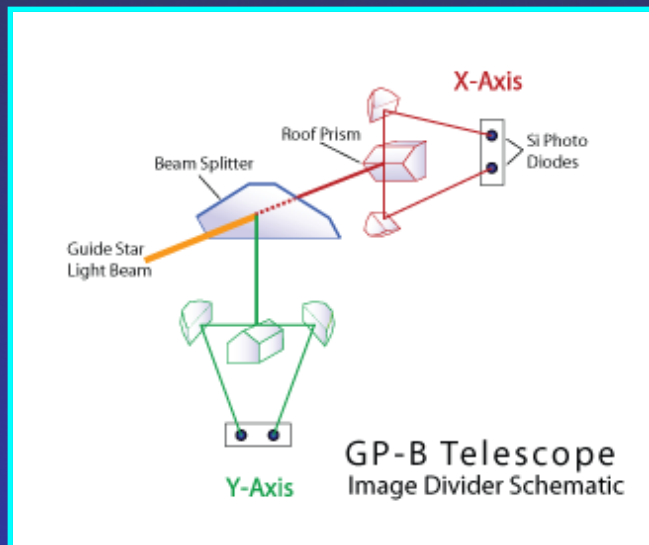 X-Axis
Roof Prism
Si Photo
Diodes
Beam Splitter
Guide Star
Light Beam
GP-B Telescope
Image Divider Schematic
Y-Axis